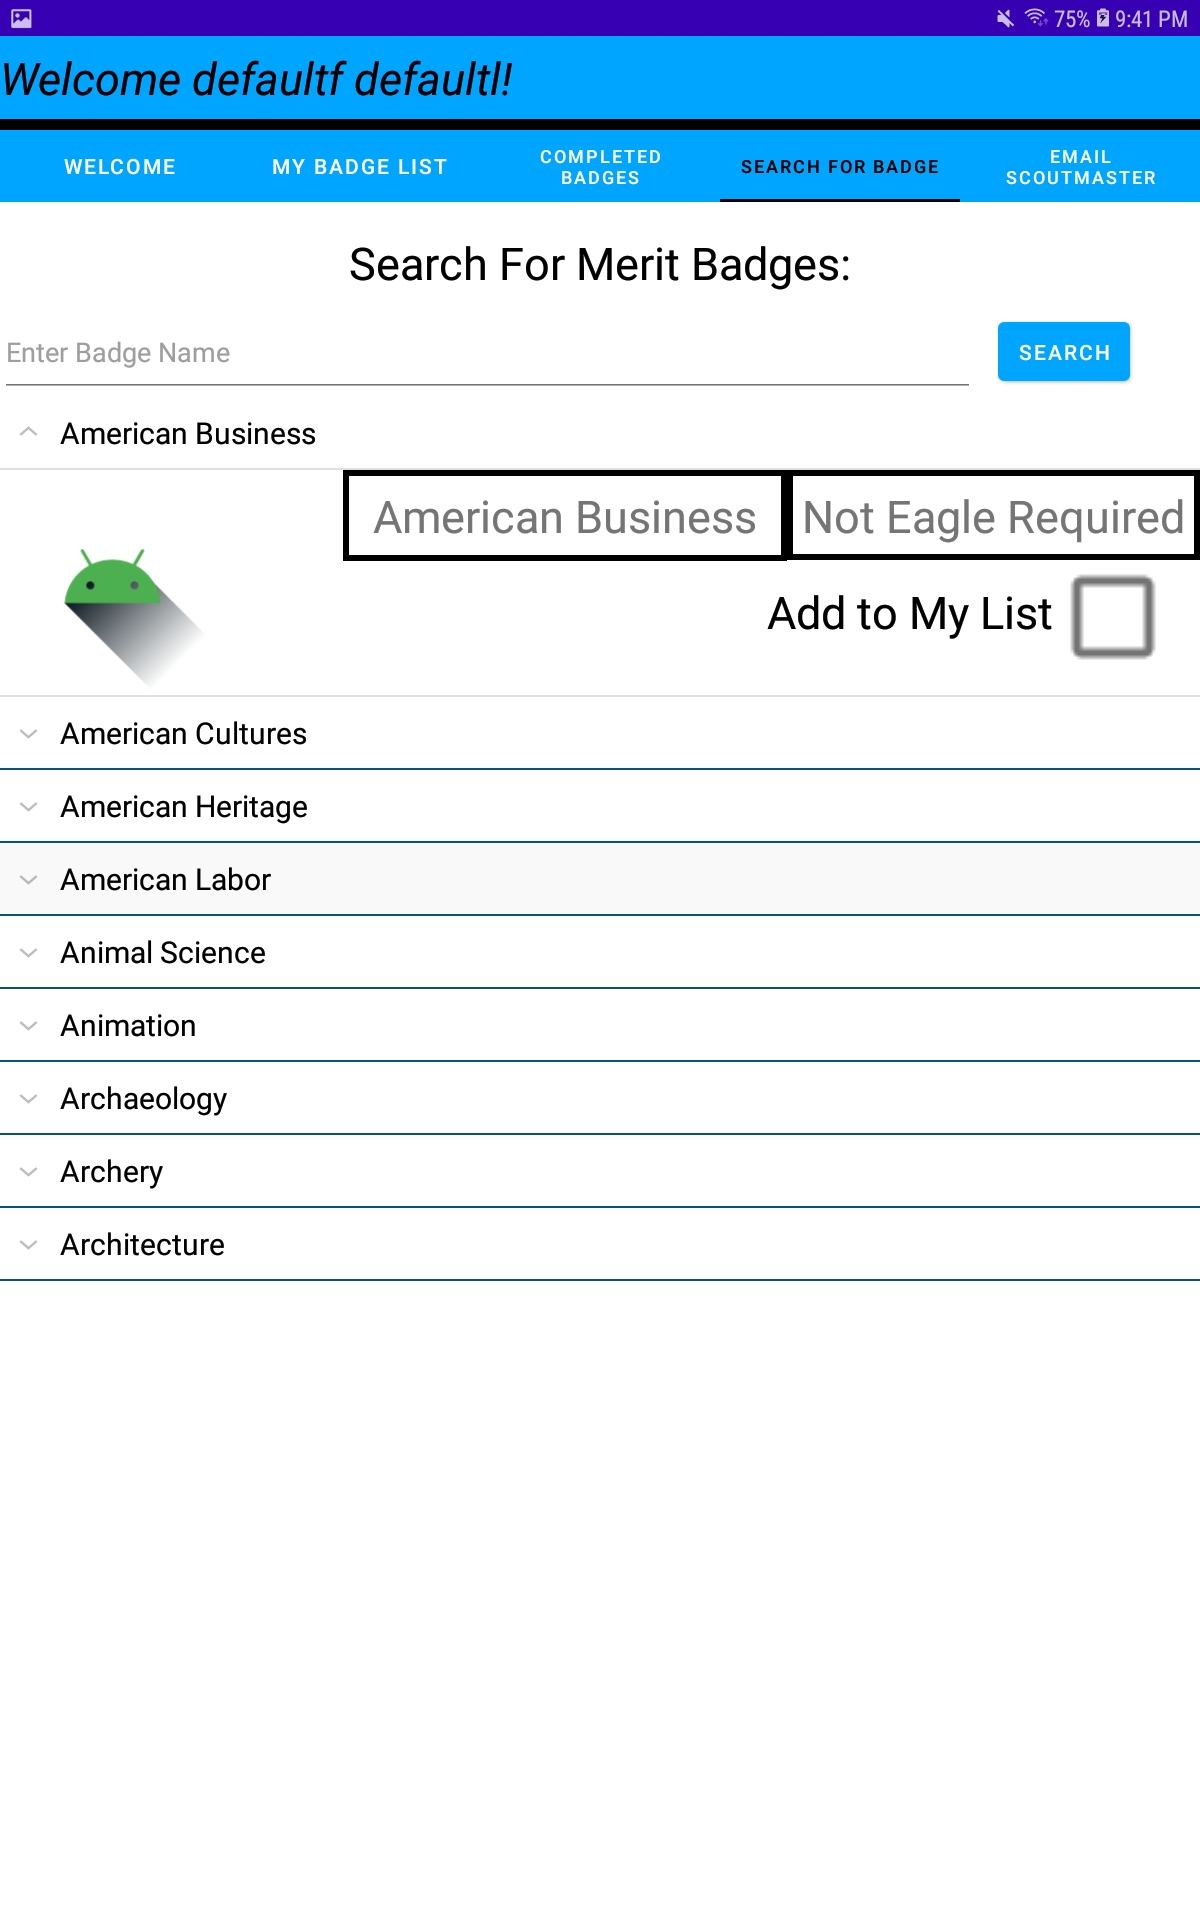 75% 9:41 PM
Welcome defaultf defaultl!
WELCOME
MY BADGE LIST
COMPLETED
BADGES
SEARCH FOR BADGE
EMAIL
SCOUTMASTER
Search For Merit Badges:
Enter Badge Name
SEARCH
American Business
American Business
Not Eagle Required
Add to My List
American Cultures
American Heritage
American Labor
Animal Science
Animation
Archaeology
Archery
Architecture